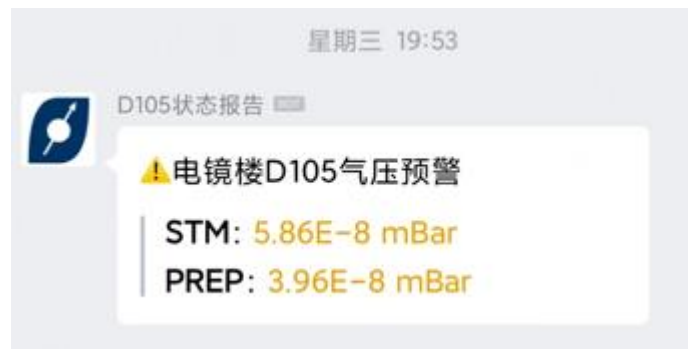 星期三 19:53
D105状态报告
⚠电镜楼D105气压预警
STM: 5.86E-8 mBar
PREP: 3.96E-8 mBar